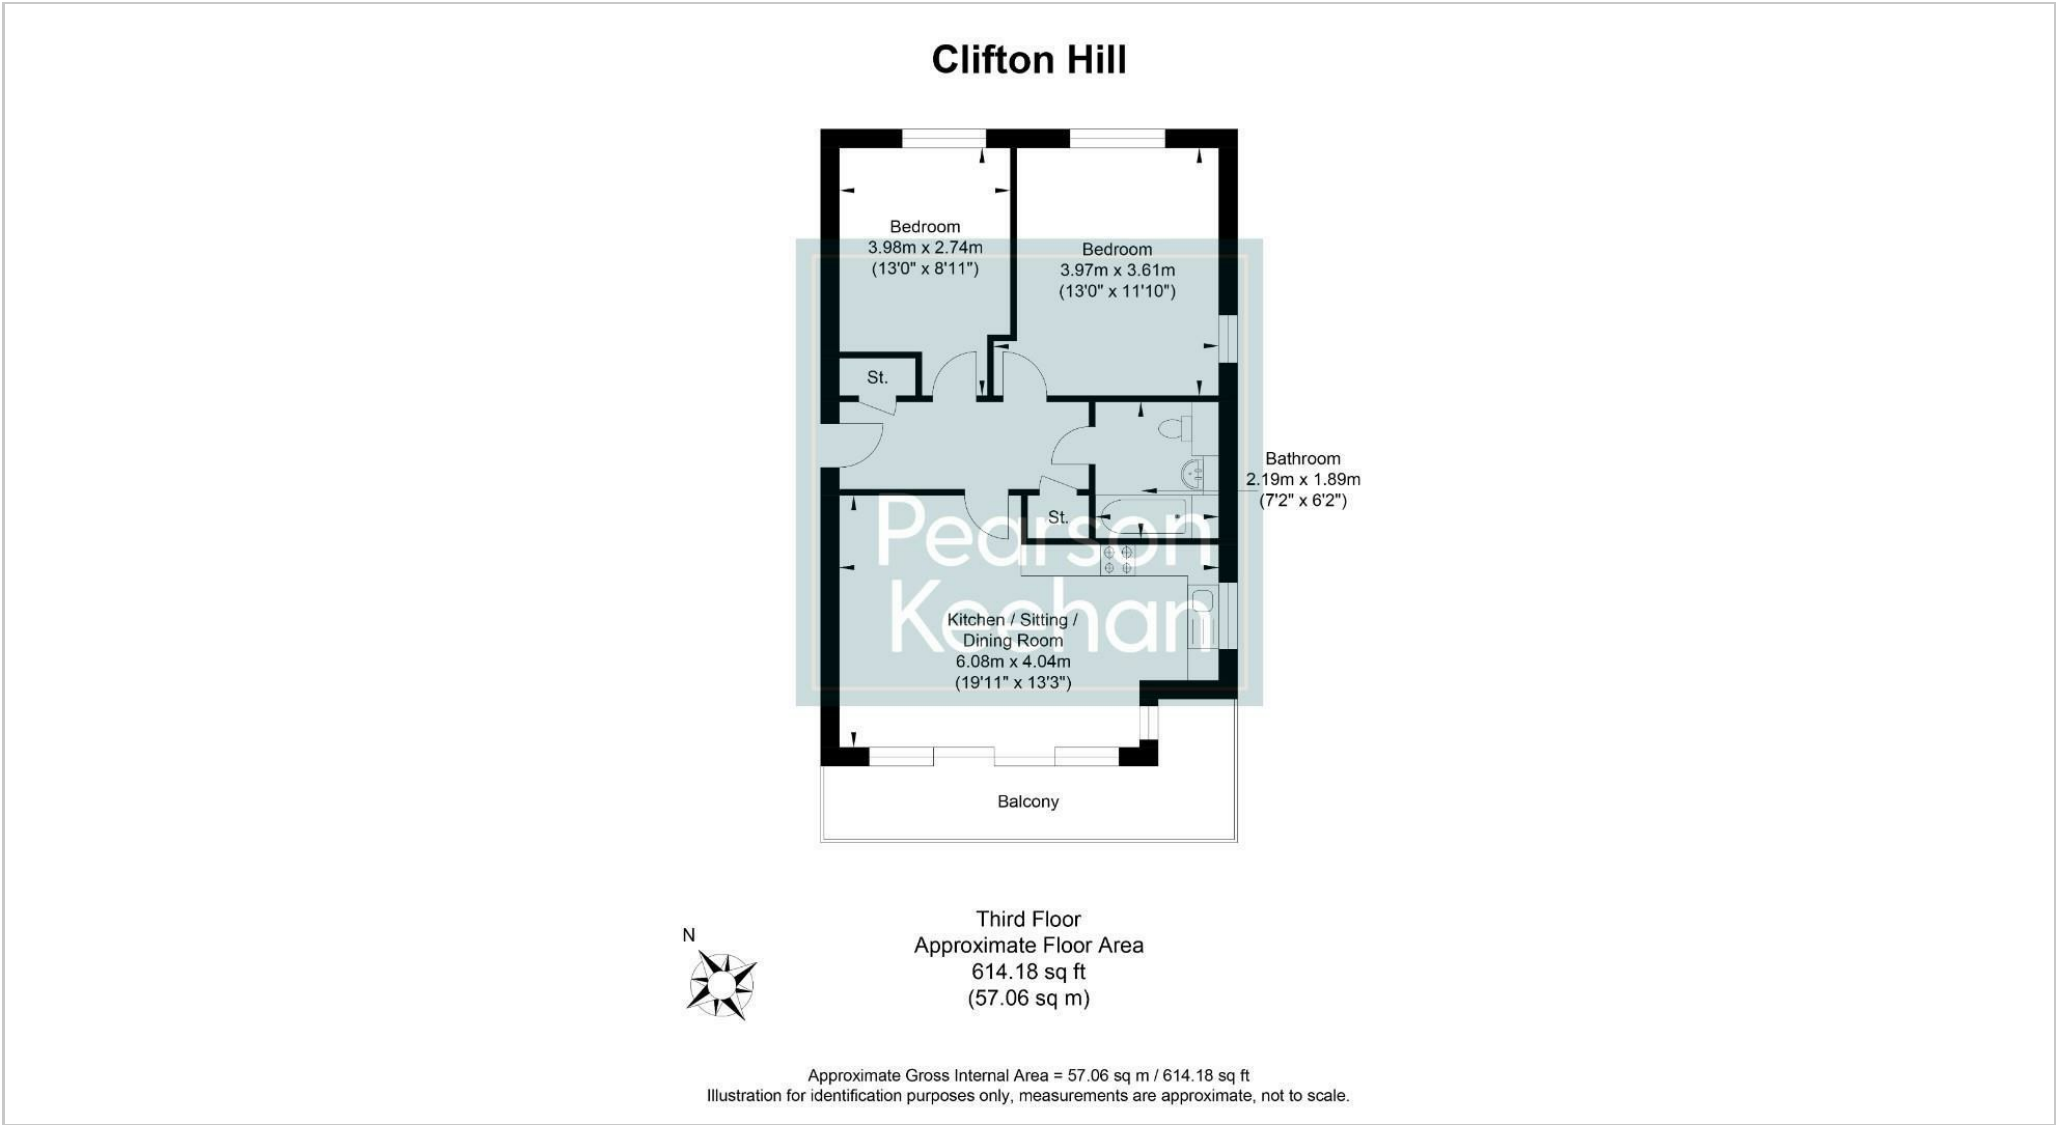 Clifton Hill
Bedroom
3.98m x 2.74m
(13'0" x 8'11")
Bedroom
3.97m x 3.61m
(13'0" x 11'10")
St.
Bathroom
2.19m x 1.89m
(7'2" x 6'2")
St.
Pearson
Keehan
Kitchen / Sitting /
Dining Room
6.08m x 4.04m
(19'11" x 13'3")
Balcony
N
Third Floor
Approximate Floor Area
614.18 sq ft
(57.06 sq m)
Approximate Gross Internal Area = 57.06 sq m / 614.18 sq ft
Illustration for identification purposes only, measurements are approximate, not to scale.